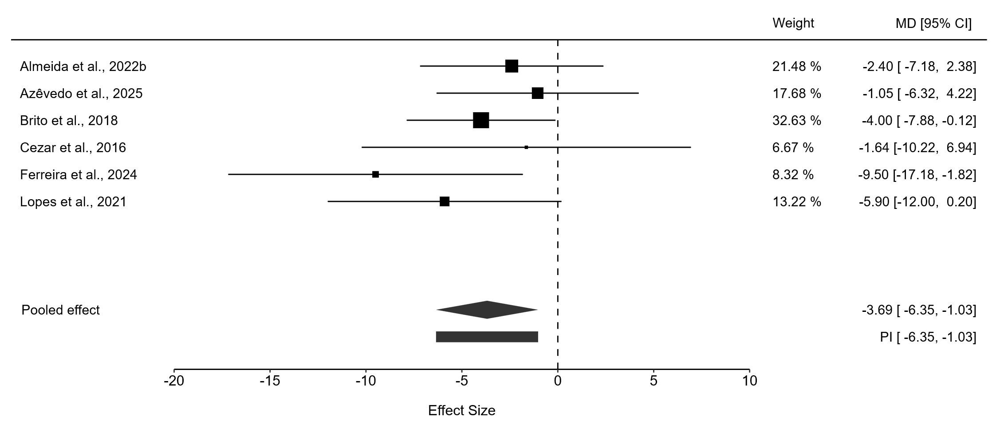 Weight MD [95% CI]
Almeida et al., 2022b 21.48 % -2.40 [ -7.18, 2.38]
Azêvedo et al., 2025 17.68 % -1.05 [ -6.32, 4.22]
Brito et al., 2018 32.63 % -4.00 [ -7.88, -0.12]
Cezar et al., 2016 6.67 % -1.64 [-10.22, 6.94]
Ferreira et al., 2024 8.32 % -9.50 [-17.18, -1.82]
Lopes et al., 2021 13.22 % -5.90 [-12.00, 0.20]
Pooled effect -3.69 [ -6.35, -1.03]
PI [ -6.35, -1.03]
-20 -15 -10 -5 0 5 10
Effect Size